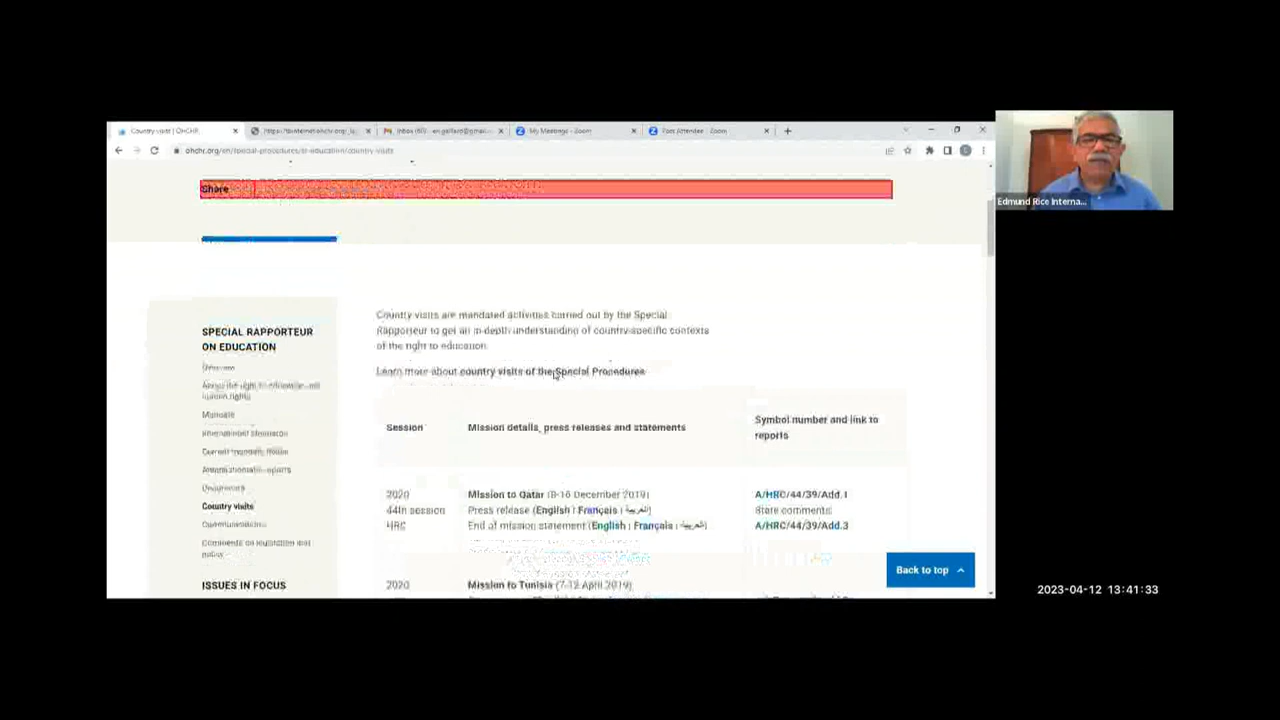 Country visit | OHCHR
My Meetings - Zoom
Post Attendee - Zoom
ohchr.org/en/special-procedures/sr-education/country-visits
Share
Edmund Rice Interna...
Country visits are mandated activities carried out by the Special
Rapporteur to get an in-depth understanding of country-specific contexts
of the right to education.
Learn more about country visits of the Special Procedures
SPECIAL RAPPORTEUR
ON EDUCATION
Country visits
ISSUES IN FOCUS
Session
Mission details, press releases and statements
Symbol number and link to
reports
2020
44th session
HRC
Mission to Qatar (8-16 December 2019)
Press release (English | Français | العربية)
End of mission statement (English | Français | العربية)
A/HRC/44/39/Add.1
State comments:
A/HRC/44/39/Add.3
2020
Mission to Tunisia (7-12 April 2019)
Back to top
2023-04-12 13:41:33